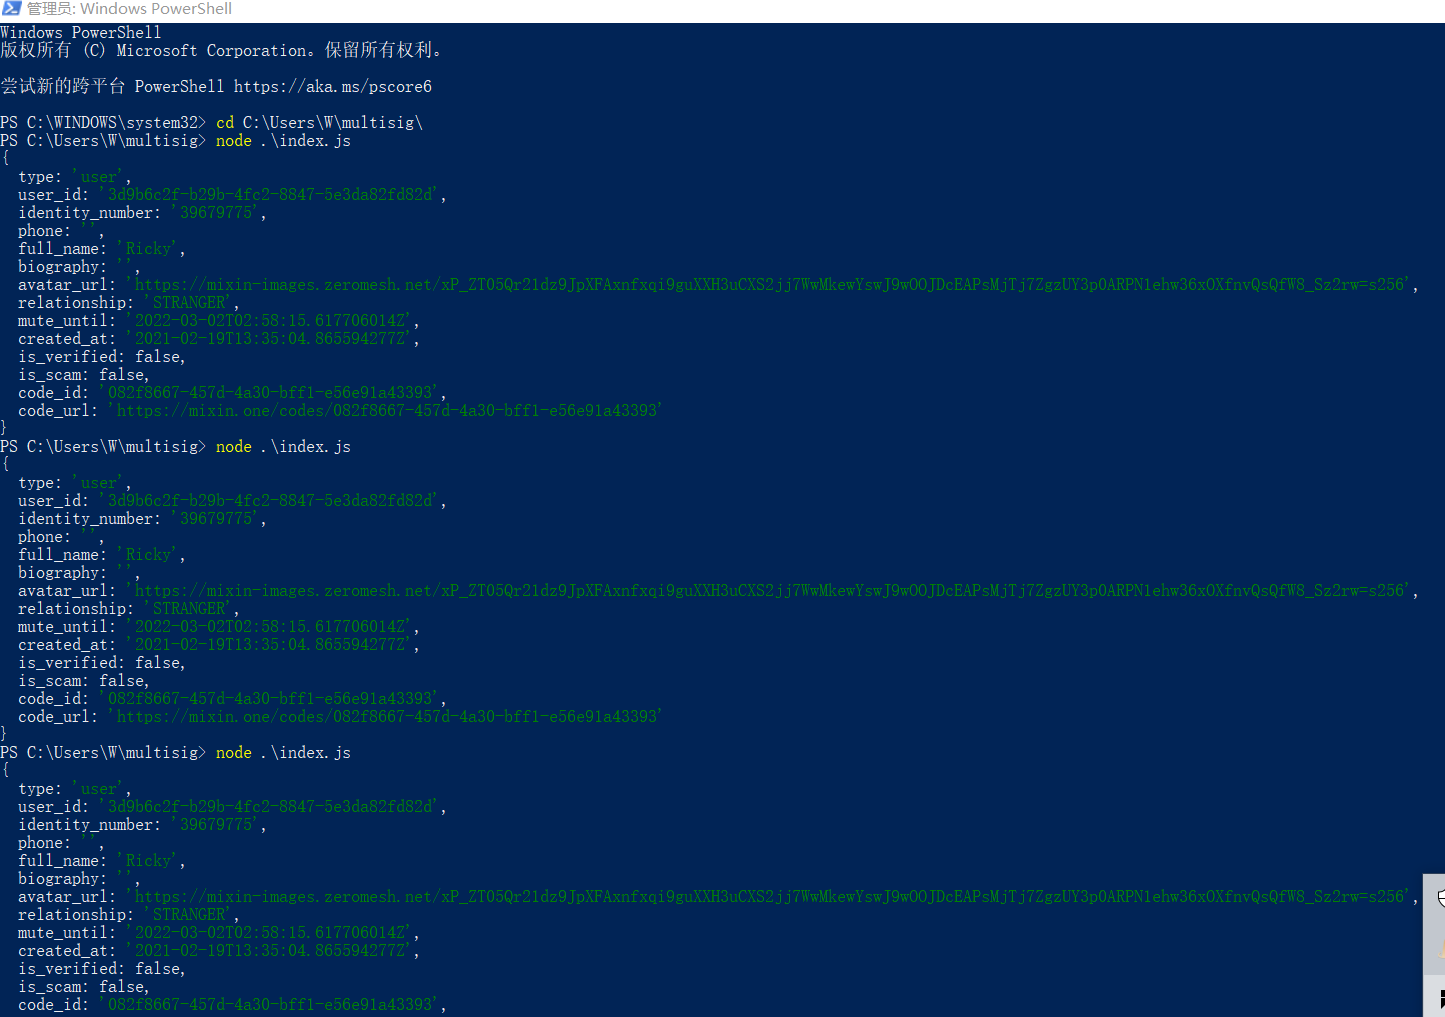 管理员: Windows PowerShell
Windows PowerShell
版权所有 (C) Microsoft Corporation。保留所有权利。
尝试新的跨平台 PowerShell https://aka.ms/pscore6
PS C:\WINDOWS\system32> cd C:\Users\W\multisig\
PS C:\Users\W\multisig> node .\index.js
{
  type: 'user',
  user_id: '3d9b6c2f-b29b-4fc2-8847-5e3da82fd82d',
  identity_number: '39679775',
  phone: '',
  full_name: 'Ricky',
  biography: '',
  avatar_url: 'https://mixin-images.zeromesh.net/xP_ZT05Qr21dz9JpXFAxnfxqi9guXXH3uCXS2jj7WwMkewYswJ9wOOJDcEAPsMjTj7ZgzUY3p0ARPN1ehw36xOXfnvQsQfW8_Sz2rw=s256',
  relationship: 'STRANGER',
  mute_until: '2022-03-02T02:58:15.617706014Z',
  created_at: '2021-02-19T13:35:04.865594277Z',
  is_verified: false,
  is_scam: false,
  code_id: '082f8667-457d-4a30-bff1-e56e91a43393',
  code_url: 'https://mixin.one/codes/082f8667-457d-4a30-bff1-e56e91a43393'
}
PS C:\Users\W\multisig> node .\index.js
{
  type: 'user',
  user_id: '3d9b6c2f-b29b-4fc2-8847-5e3da82fd82d',
  identity_number: '39679775',
  phone: '',
  full_name: 'Ricky',
  biography: '',
  avatar_url: 'https://mixin-images.zeromesh.net/xP_ZT05Qr21dz9JpXFAxnfxqi9guXXH3uCXS2jj7WwMkewYswJ9wOOJDcEAPsMjTj7ZgzUY3p0ARPN1ehw36xOXfnvQsQfW8_Sz2rw=s256',
  relationship: 'STRANGER',
  mute_until: '2022-03-02T02:58:15.617706014Z',
  created_at: '2021-02-19T13:35:04.865594277Z',
  is_verified: false,
  is_scam: false,
  code_id: '082f8667-457d-4a30-bff1-e56e91a43393',
  code_url: 'https://mixin.one/codes/082f8667-457d-4a30-bff1-e56e91a43393'
}
PS C:\Users\W\multisig> node .\index.js
{
  type: 'user',
  user_id: '3d9b6c2f-b29b-4fc2-8847-5e3da82fd82d',
  identity_number: '39679775',
  phone: '',
  full_name: 'Ricky',
  biography: '',
  avatar_url: 'https://mixin-images.zeromesh.net/xP_ZT05Qr21dz9JpXFAxnfxqi9guXXH3uCXS2jj7WwMkewYswJ9wOOJDcEAPsMjTj7ZgzUY3p0ARPN1ehw36xOXfnvQsQfW8_Sz2rw=s256',
  relationship: 'STRANGER',
  mute_until: '2022-03-02T02:58:15.617706014Z',
  created_at: '2021-02-19T13:35:04.865594277Z',
  is_verified: false,
  is_scam: false,
  code_id: '082f8667-457d-4a30-bff1-e56e91a43393',